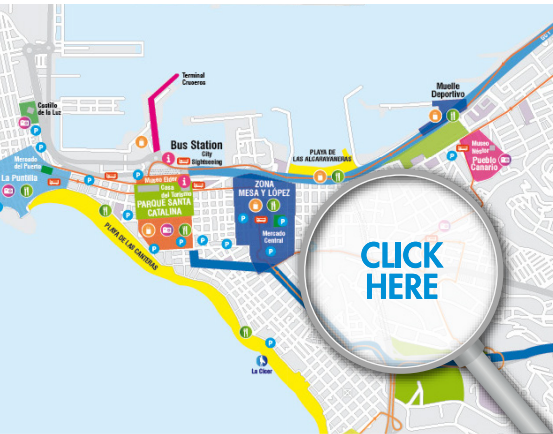 Terminal
Cruceros
Muelle
Deportivo
Castillo
de la Luz
Bus Station
City
Sightseeing
PLAYA DE
LAS ALCARAVANERAS
Museo
Néstor
Pueblo
Canario
Mercado
del Puerto
La Puntilla
Museo Elder
Casa
del Turismo
PARQUE SANTA
CATALINA
ZONA
MESA Y LÓPEZ
Mercado
Central
PLAYA DE LAS CANTERAS
CLICK
HERE
La Cícer